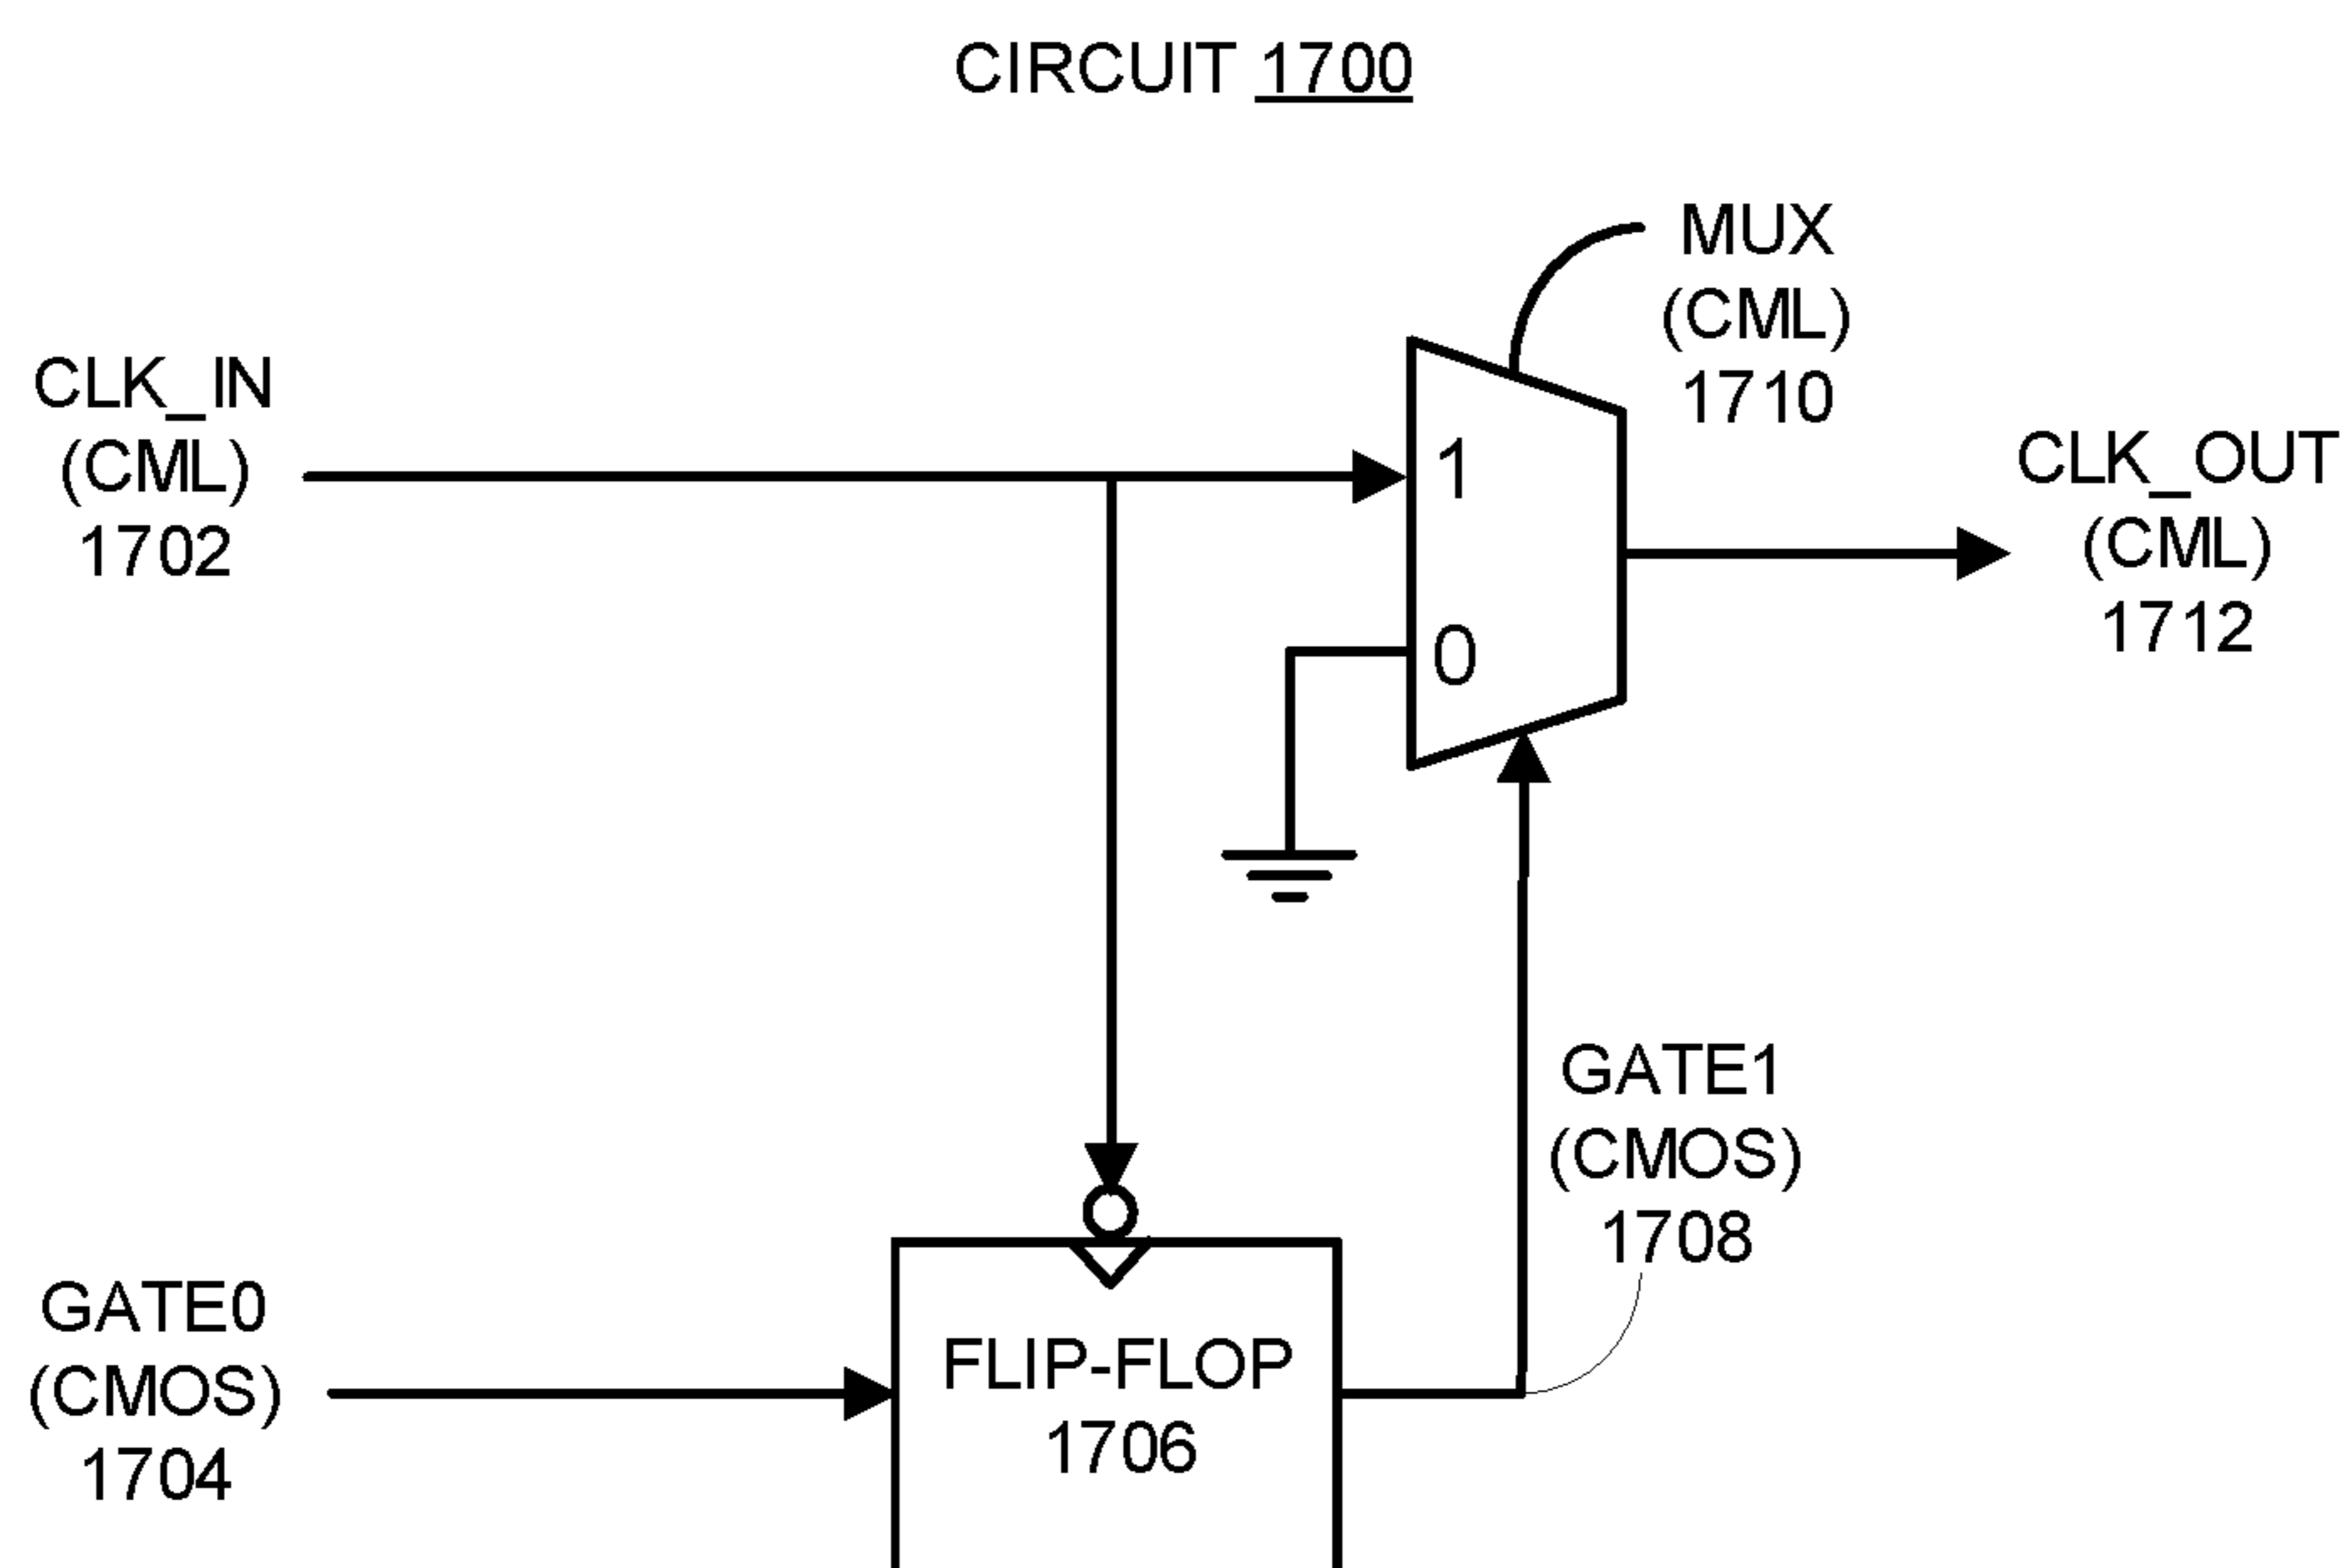 CIRCUIT 1700
MUX
(CML)
1710
CLK_IN
(CML)
1702
1
0
CLK_OUT
(CML)
1712
GATE1
(CMOS)
1708
GATE0
(CMOS)
1704
FLIP-FLOP
1706